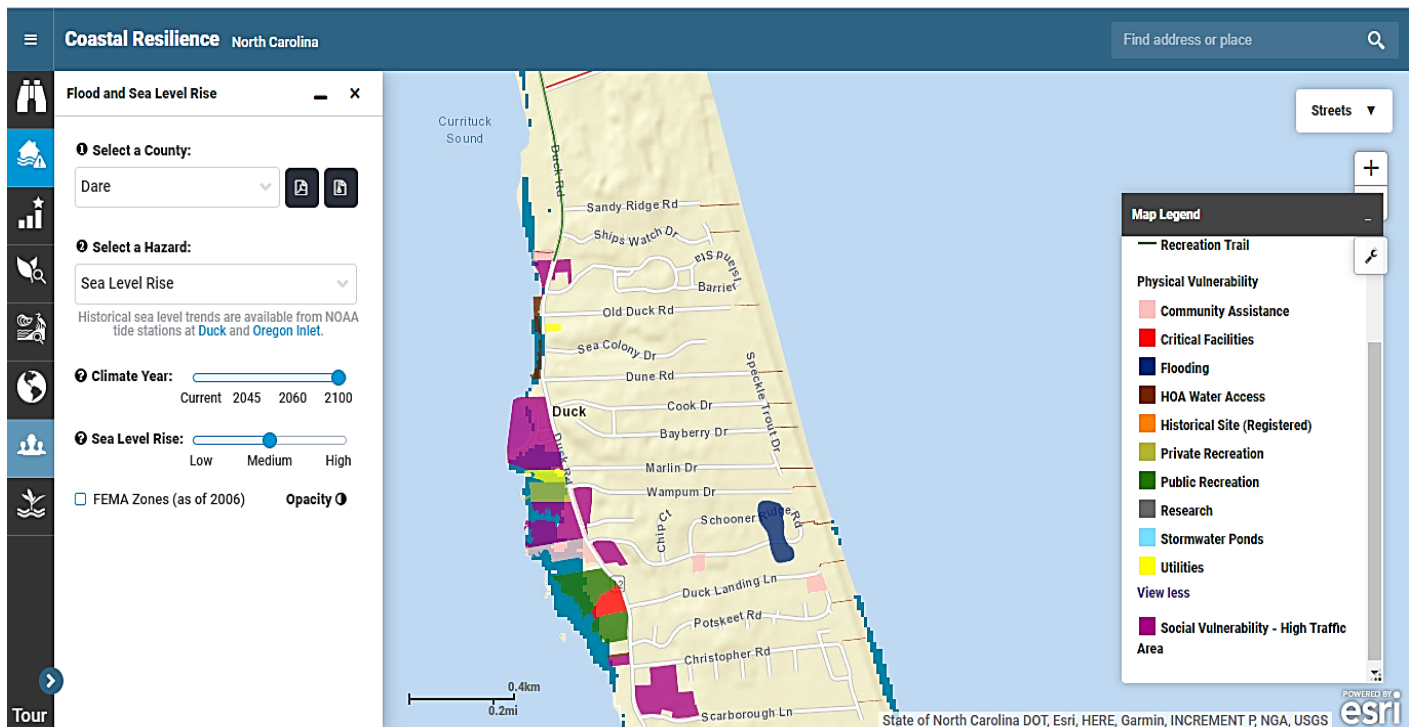 Coastal Resilience North Carolina
Find address or place
Flood and Sea Level Rise
Select a County:
Dare
Select a Hazard:
Sea Level Rise
Historical sea level trends are available from NOAA
tide stations at Duck and Oregon Inlet.
Climate Year:
Current 2045 2060 2100
Sea Level Rise:
Low Medium High
FEMA Zones (as of 2006) Opacity
Tour
Currituck
Sound
Duck Rd
Sandy Ridge Rd
Ships Watch Dr
Barrier Island Sta
Old Duck Rd
Sea Colony Dr
Dune Rd
Speckle Trout Dr
Duck
Cook Dr
Bayberry Dr
Duck Rd
Marlin Dr
Wampum Dr
Chip Ct
Schooner Ridge Rd
Duck Landing Ln
Potskeet Rd
Christopher Rd
Scarborough Ln
0.4km
0.2mi
Streets
+
Map Legend
Recreation Trail
Physical Vulnerability
Community Assistance
Critical Facilities
Flooding
HOA Water Access
Historical Site (Registered)
Private Recreation
Public Recreation
Research
Stormwater Ponds
Utilities
View less
Social Vulnerability - High Traffic
Area
State of North Carolina DOT, Esri, HERE, Garmin, INCREMENT P, NGA, USGS
POWERED BY
esri